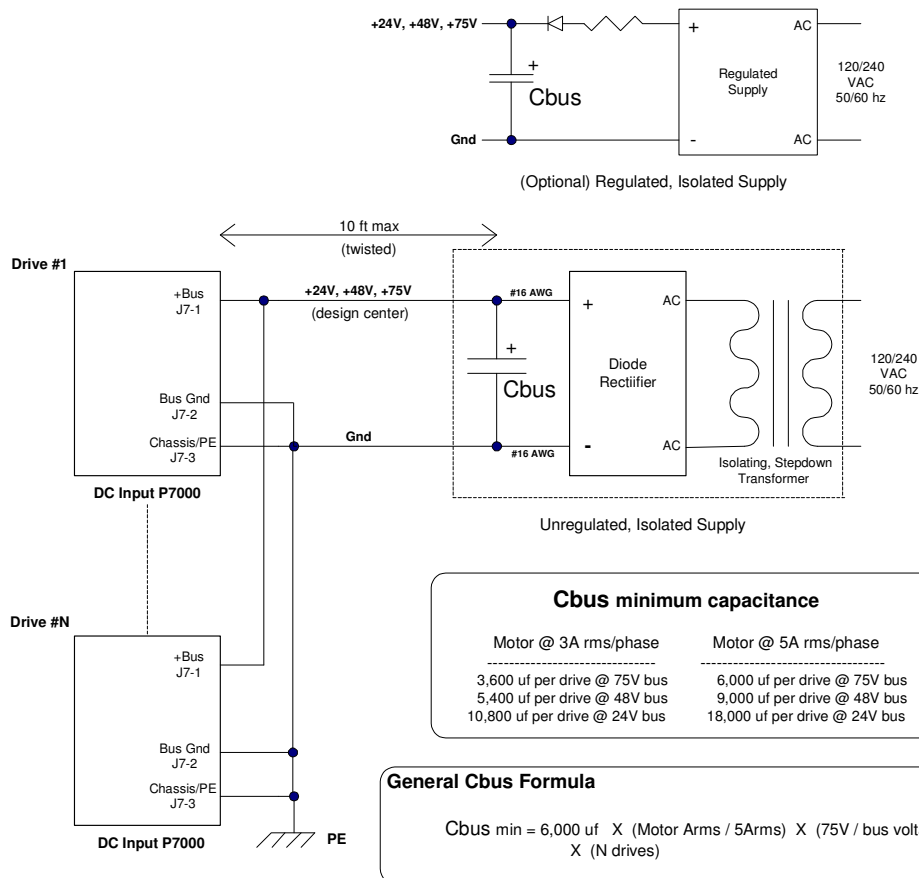 +24V, +48V, +75V
+
Cbus
Gnd
+
-
AC
AC
Regulated
Supply
120/240
VAC
50/60 hz
(Optional) Regulated, Isolated Supply
10 ft max
(twisted)
Drive #1
+Bus
J7-1
Bus Gnd
J7-2
Chassis/PE
J7-3
DC Input P7000
+24V, +48V, +75V
(design center)
Gnd
#16 AWG
+
Cbus
#16 AWG
+
-
AC
AC
Diode
Rectiifier
Isolating, Stepdown
Transformer
120/240
VAC
50/60 hz
Unregulated, Isolated Supply
Drive #N
+Bus
J7-1
Bus Gnd
J7-2
Chassis/PE
J7-3
DC Input P7000
PE
Cbus minimum capacitance
Motor @ 3A rms/phase
3,600 uf per drive @ 75V bus
5,400 uf per drive @ 48V bus
10,800 uf per drive @ 24V bus
Motor @ 5A rms/phase
6,000 uf per drive @ 75V bus
9,000 uf per drive @ 48V bus
18,000 uf per drive @ 24V bus
General Cbus Formula
Cbus min = 6,000 uf X (Motor Arms / 5Arms) X (75V / bus volt
X (N drives)